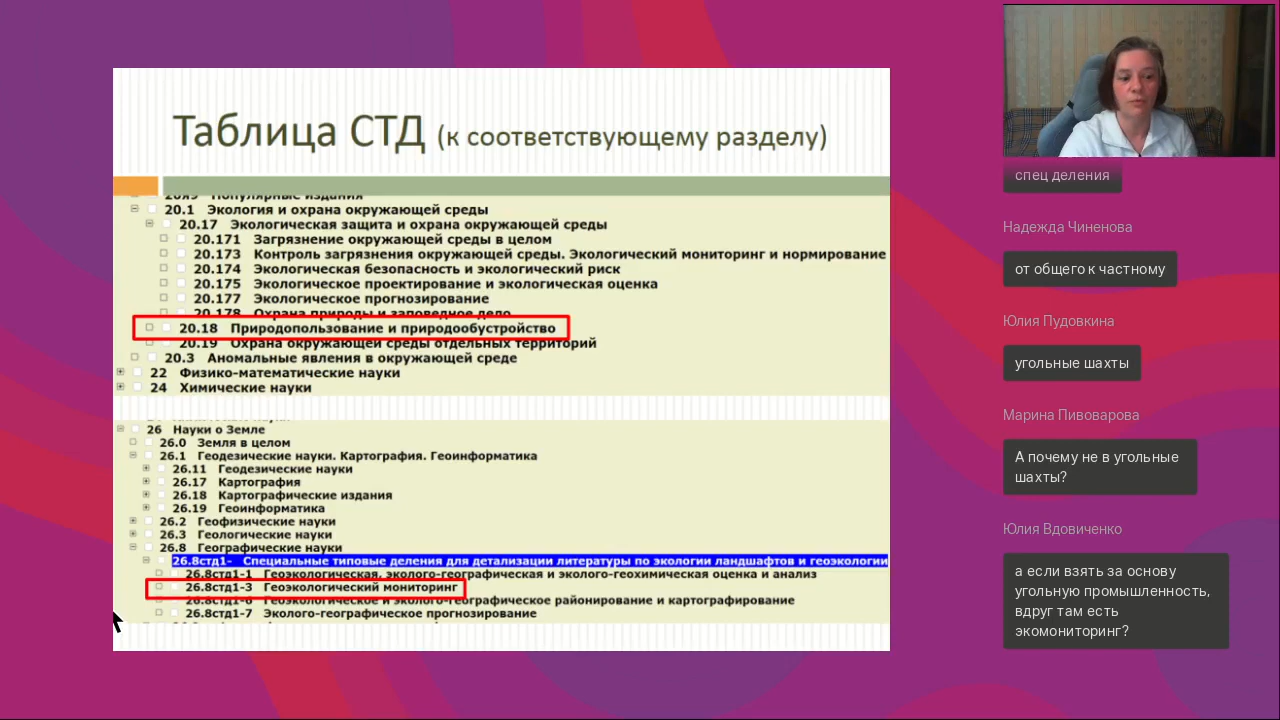 Таблица СТД (к соответствующему разделу)
20я9 Популярные издания
20.1 Экология и охрана окружающей среды
20.17 Экологическая защита и охрана окружающей среды
20.171 Загрязнение окружающей среды в целом
20.173 Контроль загрязнения окружающей среды. Экологический мониторинг и нормирование
20.174 Экологическая безопасность и экологический риск
20.175 Экологическое проектирование и экологическая оценка
20.177 Экологическое прогнозирование
20.178 Охрана природы и заповедное дело
20.18 Природопользование и природообустройство
20.19 Охрана окружающей среды отдельных территорий
20.3 Аномальные явления в окружающей среде
22 Физико-математические науки
24 Химические науки
26 Науки о Земле
26.0 Земля в целом
26.1 Геодезические науки. Картография. Геоинформатика
26.11 Геодезические науки
26.17 Картография
26.18 Картографические издания
26.19 Геоинформатика
26.2 Геофизические науки
26.3 Геологические науки
26.8 Географические науки
26.8стд1- Специальные типовые деления для детализации литературы по экологии ландшафтов и геоэкологии
26.8стд1-1 Геоэкологическая, эколого-географическая и эколого-геохимическая оценка и анализ
26.8стд1-3 Геоэкологический мониторинг
26.8стд1-6 Геоэкологическое и эколого-географическое районирование и картографирование
26.8стд1-7 Эколого-географическое прогнозирование
спец деления
Надежда Чиненова
от общего к частному
Юлия Пудовкина
угольные шахты
Марина Пивоварова
А почему не в угольные
шахты?
Юлия Вдовиченко
а если взять за основу
угольную промышленность,
вдруг там есть
экомониторинг?